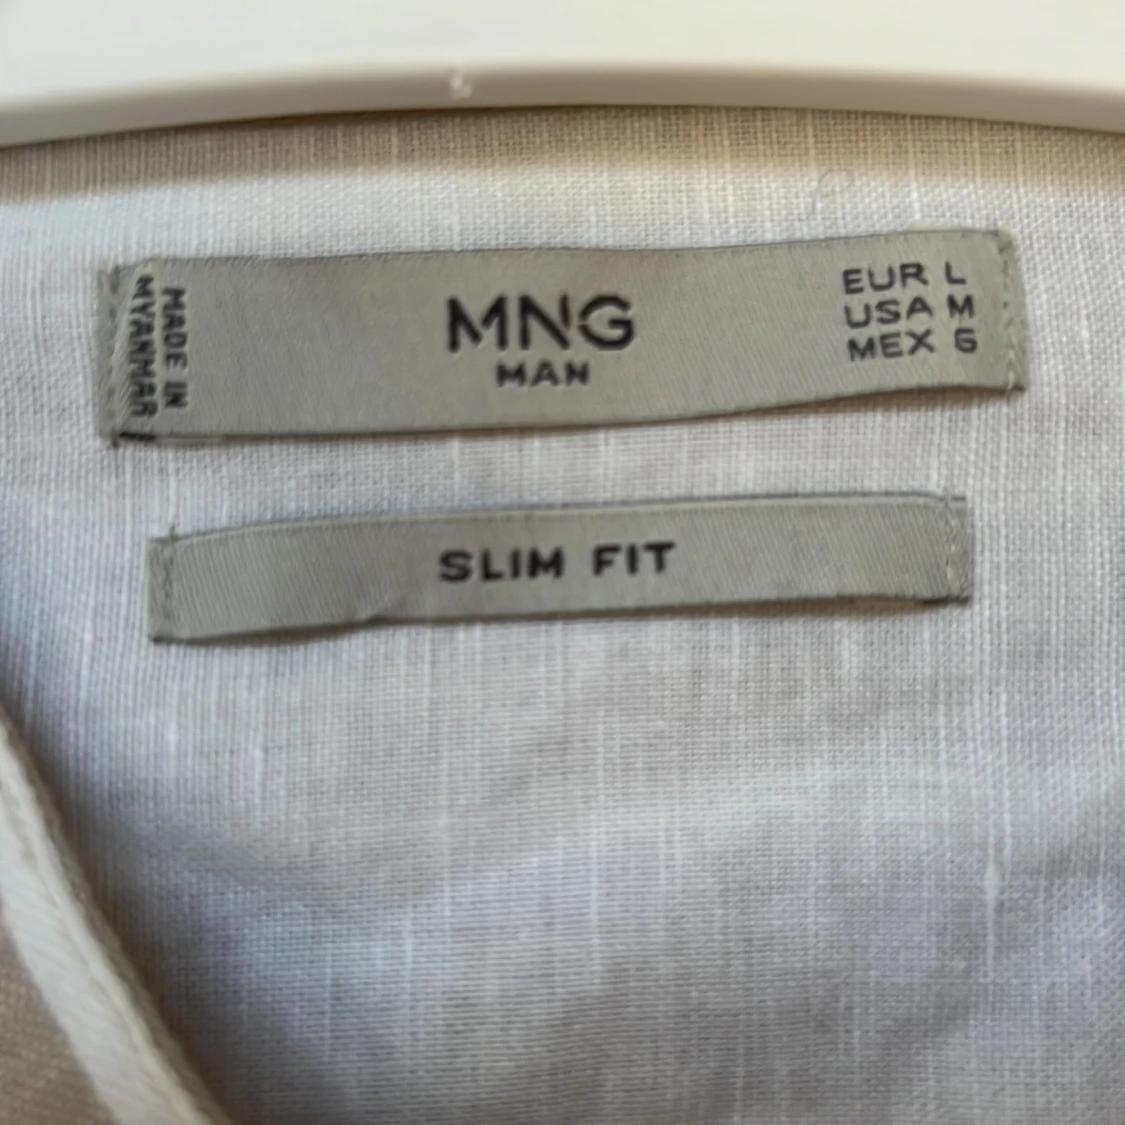 MADE IN
MYANMAR
MNG
MAN
EUR L
USA M
MEX G
SLIM FIT